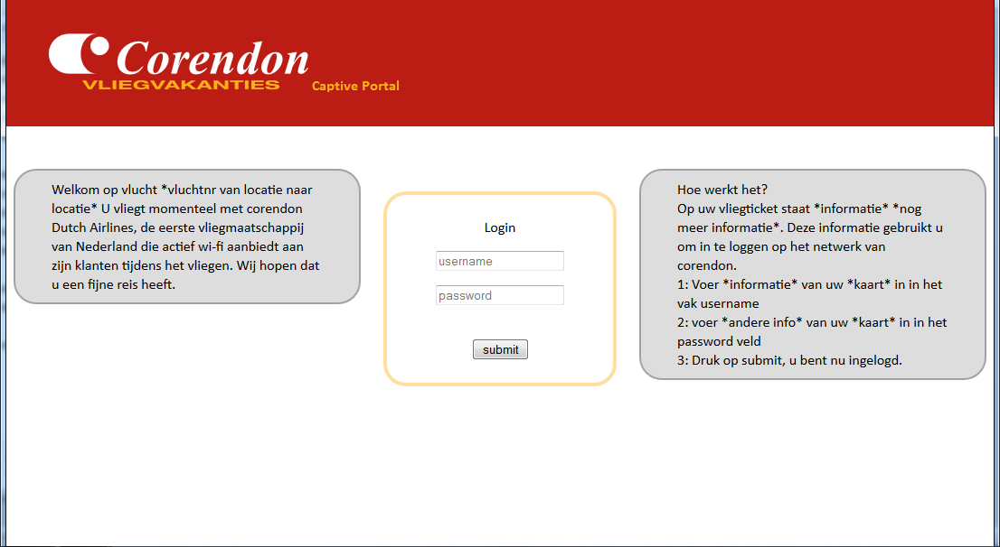 Corendon
VLIEGVAKANTIES
Captive Portal
Welkom op vlucht *vluchtnr van locatie naar
locatie* U vliegt momenteel met corendon
Dutch Airlines, de eerste vliegmaatschappij
van Nederland die actief wi-fi aanbiedt aan
zijn klanten tijdens het vliegen. Wij hopen dat
u een fijne reis heeft.
Login
username
password
submit
Hoe werkt het?
Op uw vliegticket staat *informatie* *nog
meer informatie*. Deze informatie gebruikt u
om in te loggen op het netwerk van
corendon.
1: Voer *informatie* van uw *kaart* in in het
vak username
2: voer *andere info* van uw *kaart* in in het
password veld
3: Druk op submit, u bent nu ingelogd.